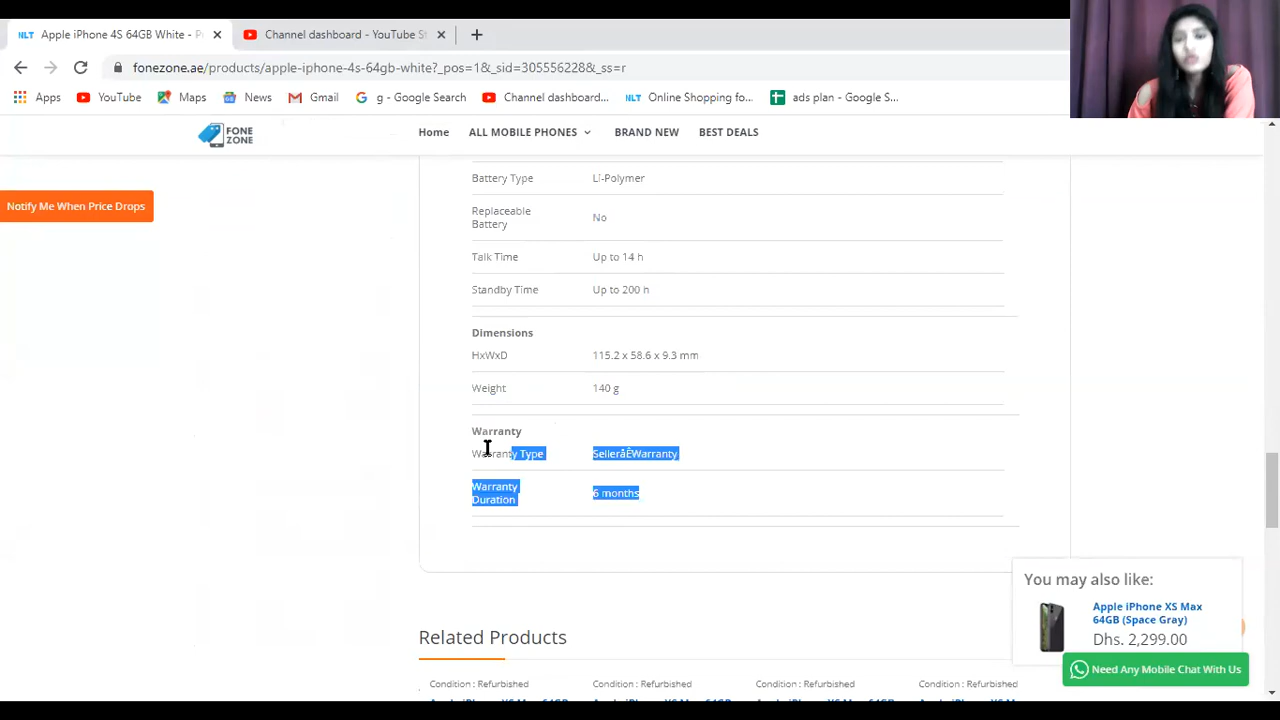 NLT Apple iPhone 4S 64GB White - P
Channel dashboard - YouTube St
fonezone.ae/products/apple-iphone-4s-64gb-white?_pos=1&_sid=305556228&_ss=r
Apps YouTube Maps News Gmail g - Google Search Channel dashboard... NLT Online Shopping fo... ads plan - Google S...
FONE ZONE
Home ALL MOBILE PHONES BRAND NEW BEST DEALS
Notify Me When Price Drops
Battery Type Li-Polymer
Replaceable Battery No
Talk Time Up to 14 h
Standby Time Up to 200 h
Dimensions
HxWxD 115.2 x 58.6 x 9.3 mm
Weight 140 g
Warranty
Warranty Type SelleråÊWarranty
Warranty Duration 6 months
You may also like:
Apple iPhone XS Max
64GB (Space Gray)
Dhs. 2,299.00
Need Any Mobile Chat With Us
Related Products
Condition : Refurbished Condition : Refurbished Condition : Refurbished Condition : Refurbished